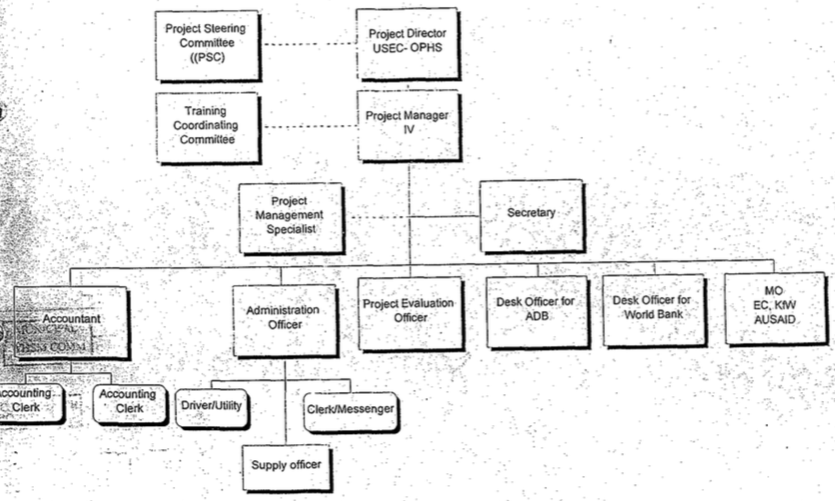 Project Steering
Committee
((PSC)
Project Director
USEC- OPHS
Training
Coordinating
Committee
Project Manager
IV
Project
Management
Specialist
Secretary
Accountant
Administration
Officer
Project Evaluation
Officer
Desk Officer for
ADB
Desk Officer for
World Bank
MO
EC, KfW
AUSAID
Accounting
Clerk
Accounting
Clerk
Driver/Utility
Clerk/Messenger
Supply officer